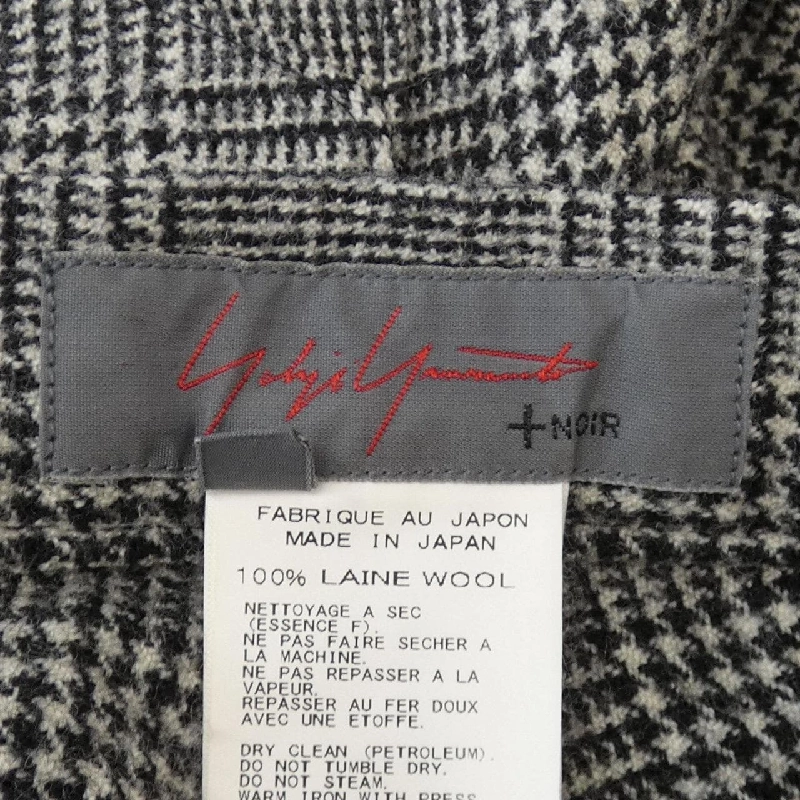 Yohji Yamamoto
+NOIR
FABRIQUE AU JAPON
MADE IN JAPAN
100% LAINE WOOL
NETTOYAGE A SEC
(ESSENCE F).
NE PAS FAIRE SECHER A
LA MACHINE.
NE PAS REPASSER A LA
VAPEUR.
REPASSER AU FER DOUX
AVEC UNE ETOFFE.
DRY CLEAN (PETROLEUM).
DO NOT TUMBLE DRY.
DO NOT STEAM.
WARM IRON WITH PRESS